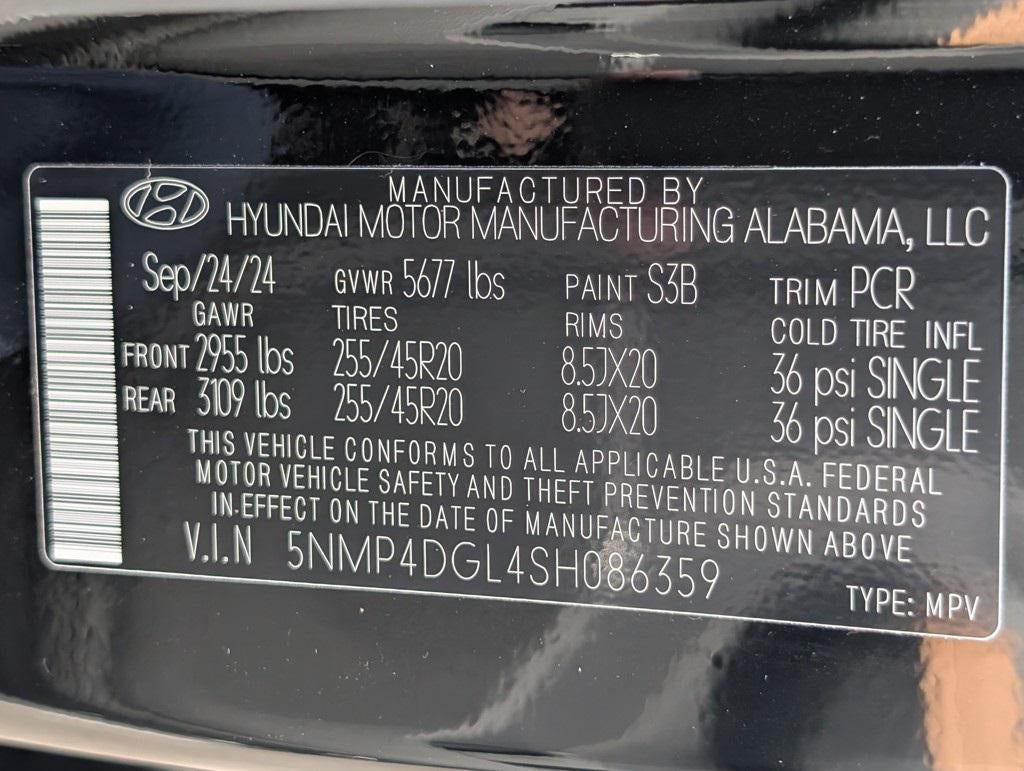 MANUFACTURED BY
HYUNDAI MOTOR MANUFACTURING ALABAMA, LLC
Sep/24/24 GVWR 5677 lbs PAINT S3B TRIM PCR
GAWR TIRES RIMS COLD TIRE INFL
FRONT 2955 lbs 255/45R20 8.5JX20 36 psi SINGLE
REAR 3109 lbs 255/45R20 8.5JX20 36 psi SINGLE
THIS VEHICLE CONFORMS TO ALL APPLICABLE U.S.A. FEDERAL
MOTOR VEHICLE SAFETY AND THEFT PREVENTION STANDARDS
IN-EFFECT ON THE DATE OF MANUFACTURE SHOWN ABOVE
V.I.N 5NMP4DGL4SH086359
TYPE: MPV